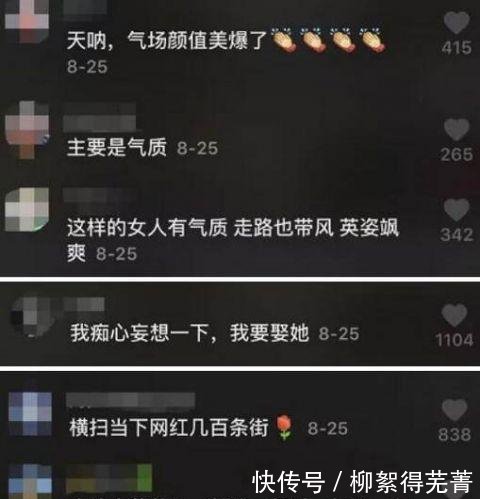 天呐，气场颜值美爆了👏👏👏👏
8-25
415
主要是气质 8-25
265
这样的女人有气质 走路也带风 英姿飒
爽 8-25
342
我痴心妄想一下，我要娶她 8-25
1104
横扫当下网红几百条街🌹 8-25
838
快传号 / 柳絮得芜菁